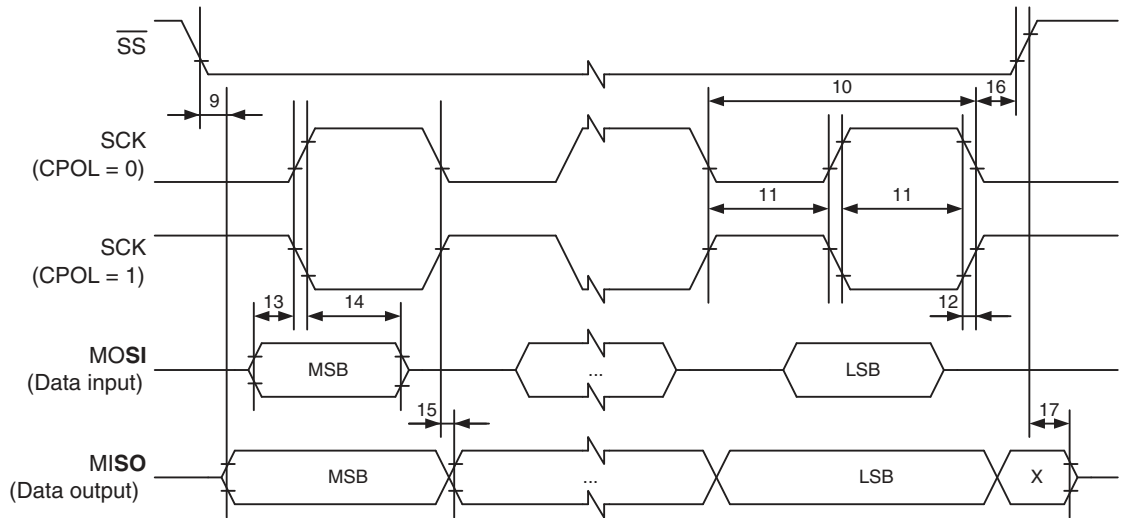 SS
9
10
16
SCK
(CPOL = 0)
11
11
SCK
(CPOL = 1)
13
14
12
MOSI
(Data input)
MSB
...
LSB
15
17
MISO
(Data output)
MSB
...
LSB
X